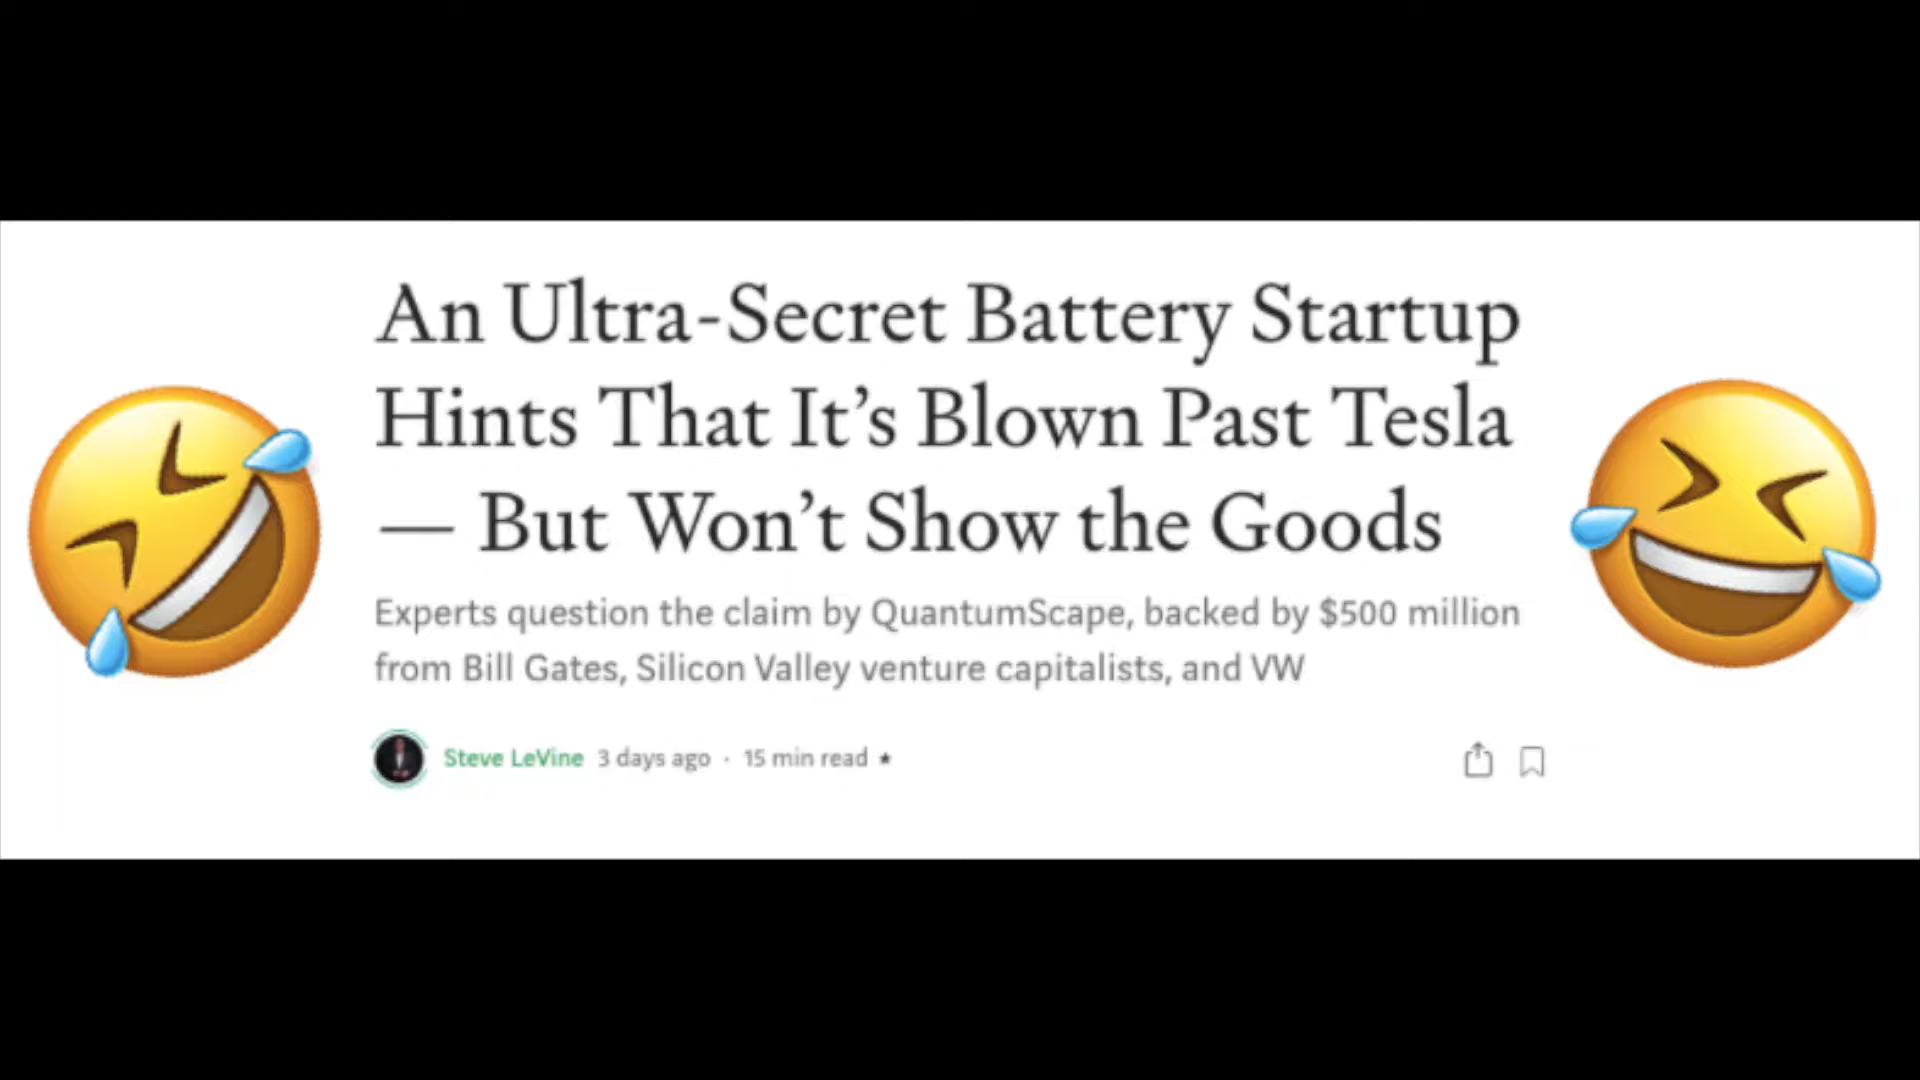 An Ultra-Secret Battery Startup
Hints That It’s Blown Past Tesla
— But Won’t Show the Goods
Experts question the claim by QuantumScape, backed by $500 million
from Bill Gates, Silicon Valley venture capitalists, and VW
Steve LeVine 3 days ago · 15 min read ★